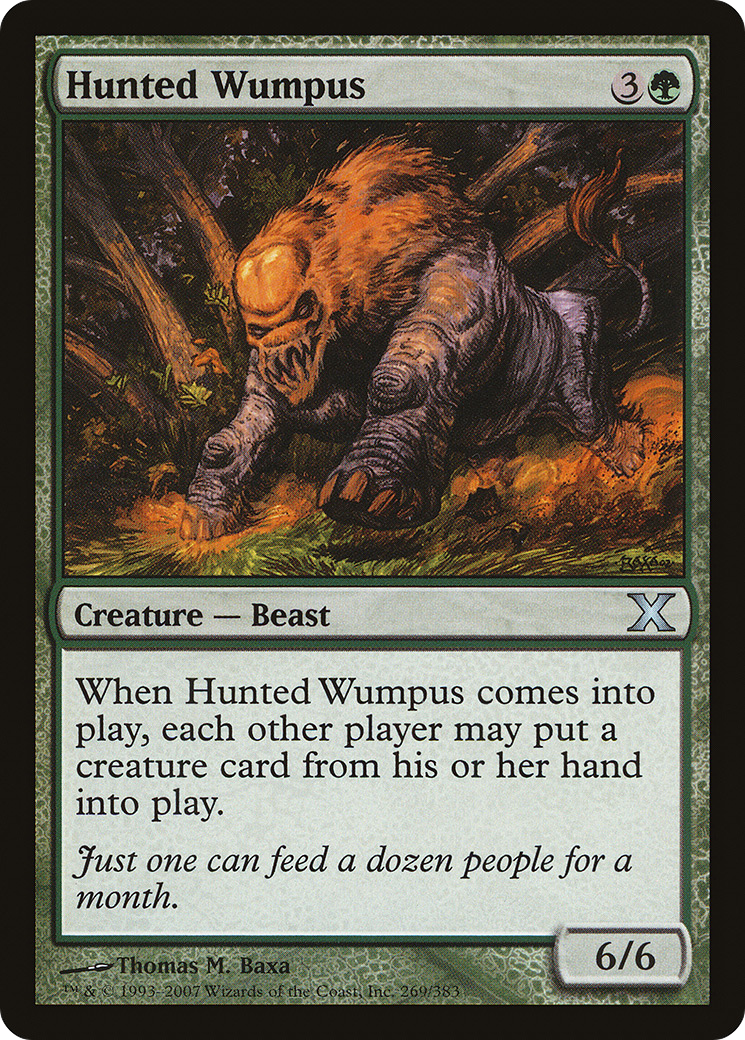 Hunted Wumpus 3
Creature — Beast X
When Hunted Wumpus comes into
play, each other player may put a
creature card from his or her hand
into play.
Just one can feed a dozen people for a
month.
6/6
Thomas M. Baxa
™ & © 1993-2007 Wizards of the Coast, Inc. 269/383